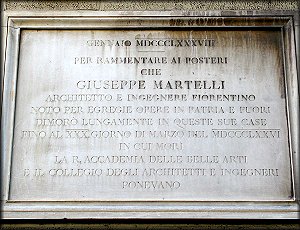 GENNAIO MDCCCLXXXVIII
PER RAMMENTARE AI POSTERI
CHE
GIUSEPPE MARTELLI
ARCHITETTO E INGEGNERE FIORENTINO
NOTO PER EGREGIE OPERE IN PATRIA E FUORI
DIMORÒ LUNGAMENTE IN QUESTE SUE CASE
FINO AL XXX GIORNO DI MARZO DEL MDCCCLXXVI
IN CUI MORÌ
LA R. ACCADEMIA DELLE BELLE ARTI
E IL COLLEGIO DEGLI ARCHITETTI E INGEGNERI
PONEVANO